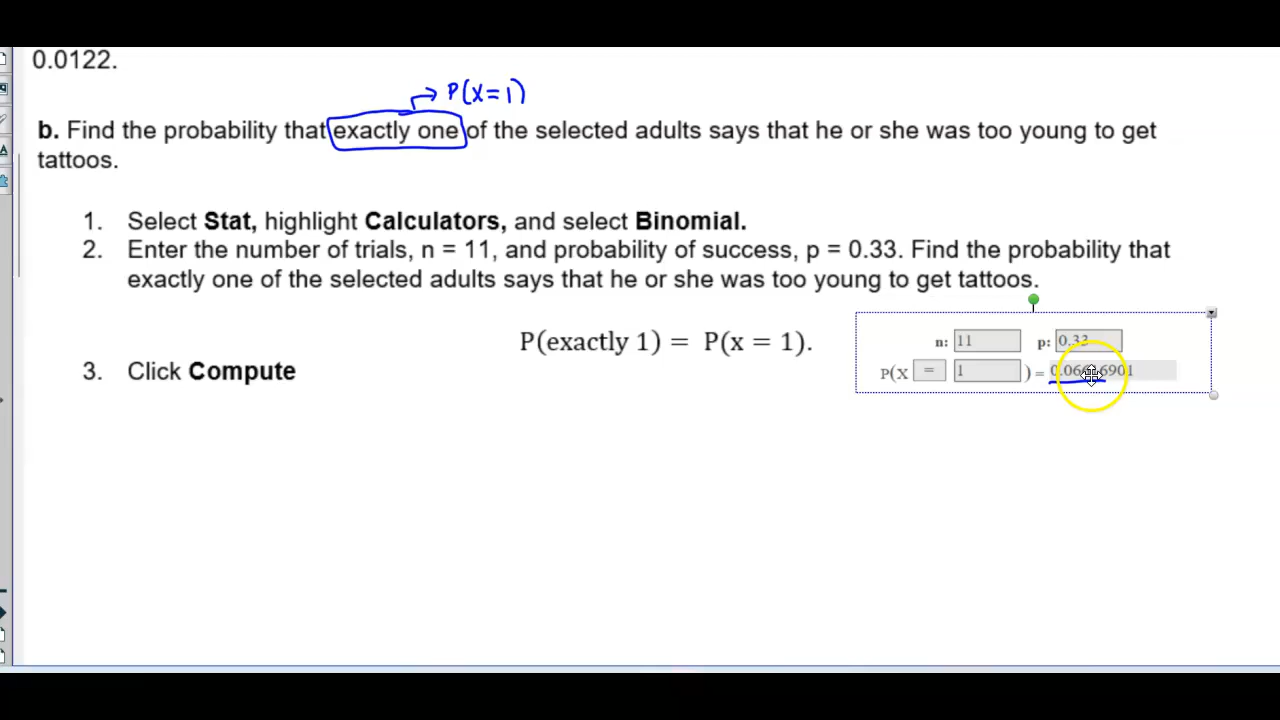 0.0122.
P(x=1)
b. Find the probability that exactly one of the selected adults says that he or she was too young to get
tattoos.
1. Select Stat, highlight Calculators, and select Binomial.
2. Enter the number of trials, n = 11, and probability of success, p = 0.33. Find the probability that
exactly one of the selected adults says that he or she was too young to get tattoos.
P(exactly 1) = P(x = 1).
n: 11 p: 0.33
P(X = 1 ) =
3. Click Compute